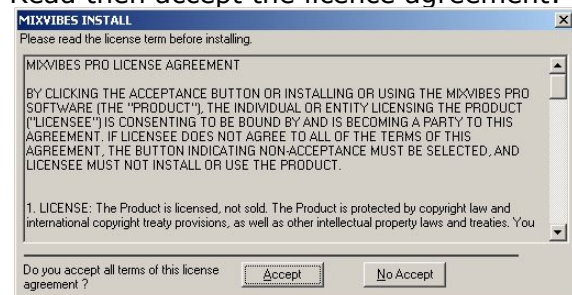 Read then accept the licence agreement.
MIXVIBES INSTALL
Please read the license term before installing.
MIXVIBES PRO LICENSE AGREEMENT
BY CLICKING THE ACCEPTANCE BUTTON OR INSTALLING OR USING THE MIXVIBES PRO
SOFTWARE (THE "PRODUCT"), THE INDIVIDUAL OR ENTITY LICENSING THE PRODUCT
("LICENSEE") IS CONSENTING TO BE BOUND BY AND IS BECOMING A PARTY TO THIS
AGREEMENT. IF LICENSEE DOES NOT AGREE TO ALL OF THE TERMS OF THIS
AGREEMENT, THE BUTTON INDICATING NON-ACCEPTANCE MUST BE SELECTED, AND
LICENSEE MUST NOT INSTALL OR USE THE PRODUCT.
1. LICENSE: The Product is licensed, not sold. The Product is protected by copyright law and
international copyright treaty provisions, as well as other intellectual property laws and treaties. You
Do you accept all terms of this license
agreement ?
Accept
No Accept